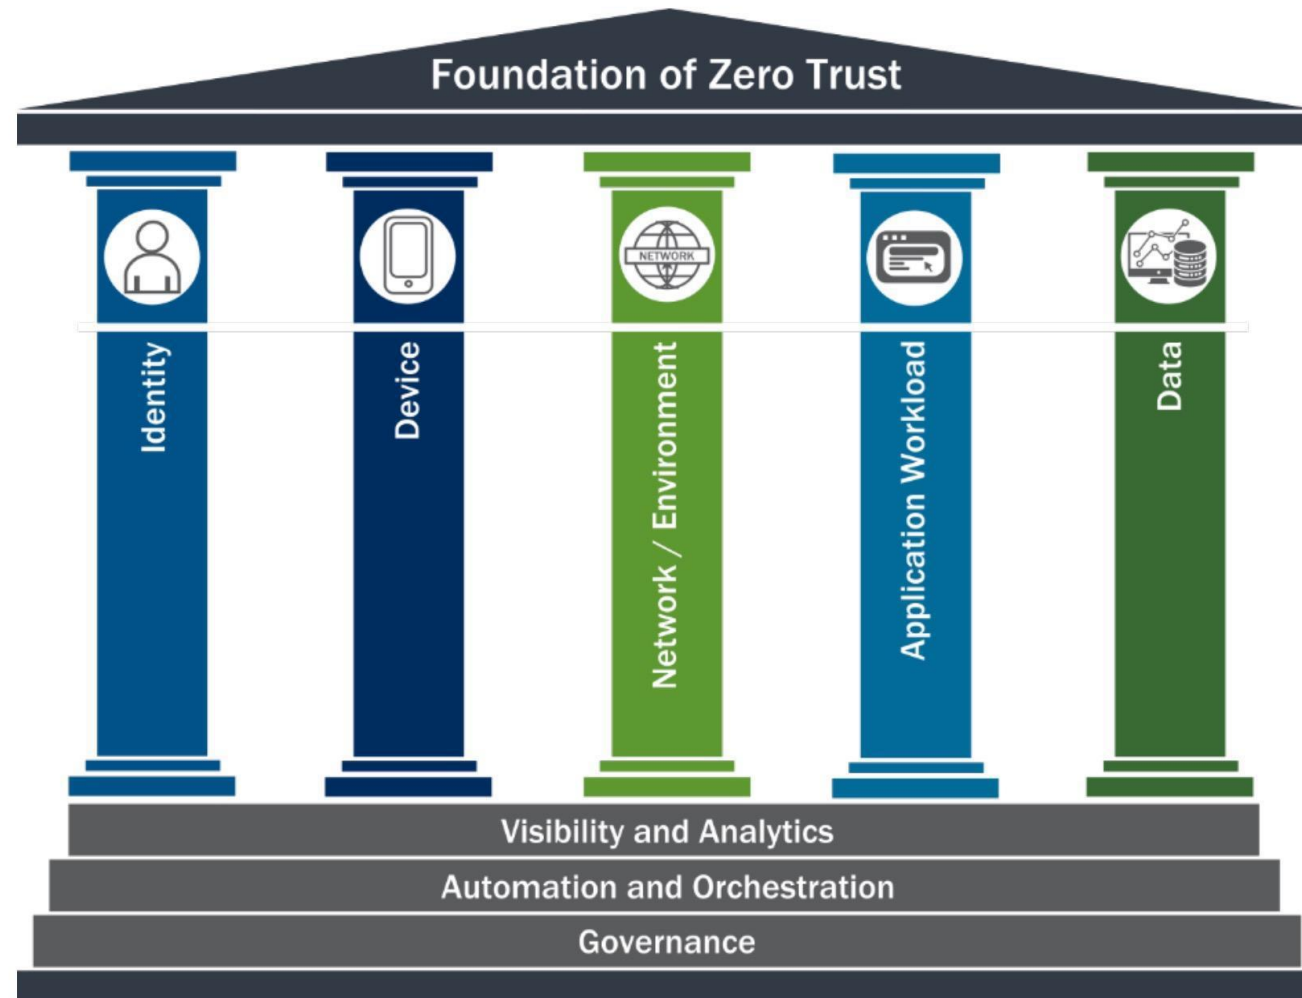 Foundation of Zero Trust
NETWORK
Identity
Device
Network / Environment
Application Workload
Data
Visibility and Analytics
Automation and Orchestration
Governance